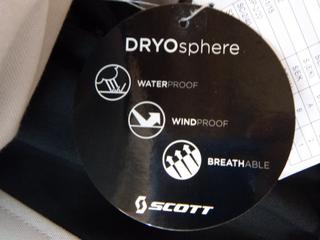 DRYOsphere
WATERPROOF
WINDPROOF
BREATHABLE
SCOTT